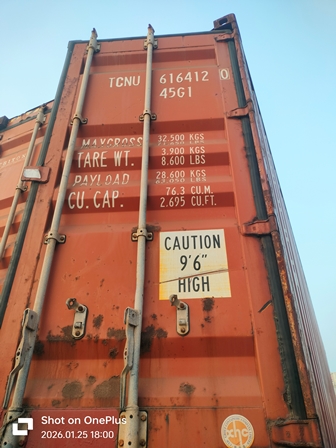 TCNU 616412 0
45G1
MAXGROSS 32.500 KGS
TARE WT. 3.900 KGS
8.600 LBS
PAYLOAD 28.600 KGS
CU. CAP. 76.3 CU.M.
2.695 CU.FT.
CAUTION
9'6"
HIGH
Shot on OnePlus
2026.01.25 18:00